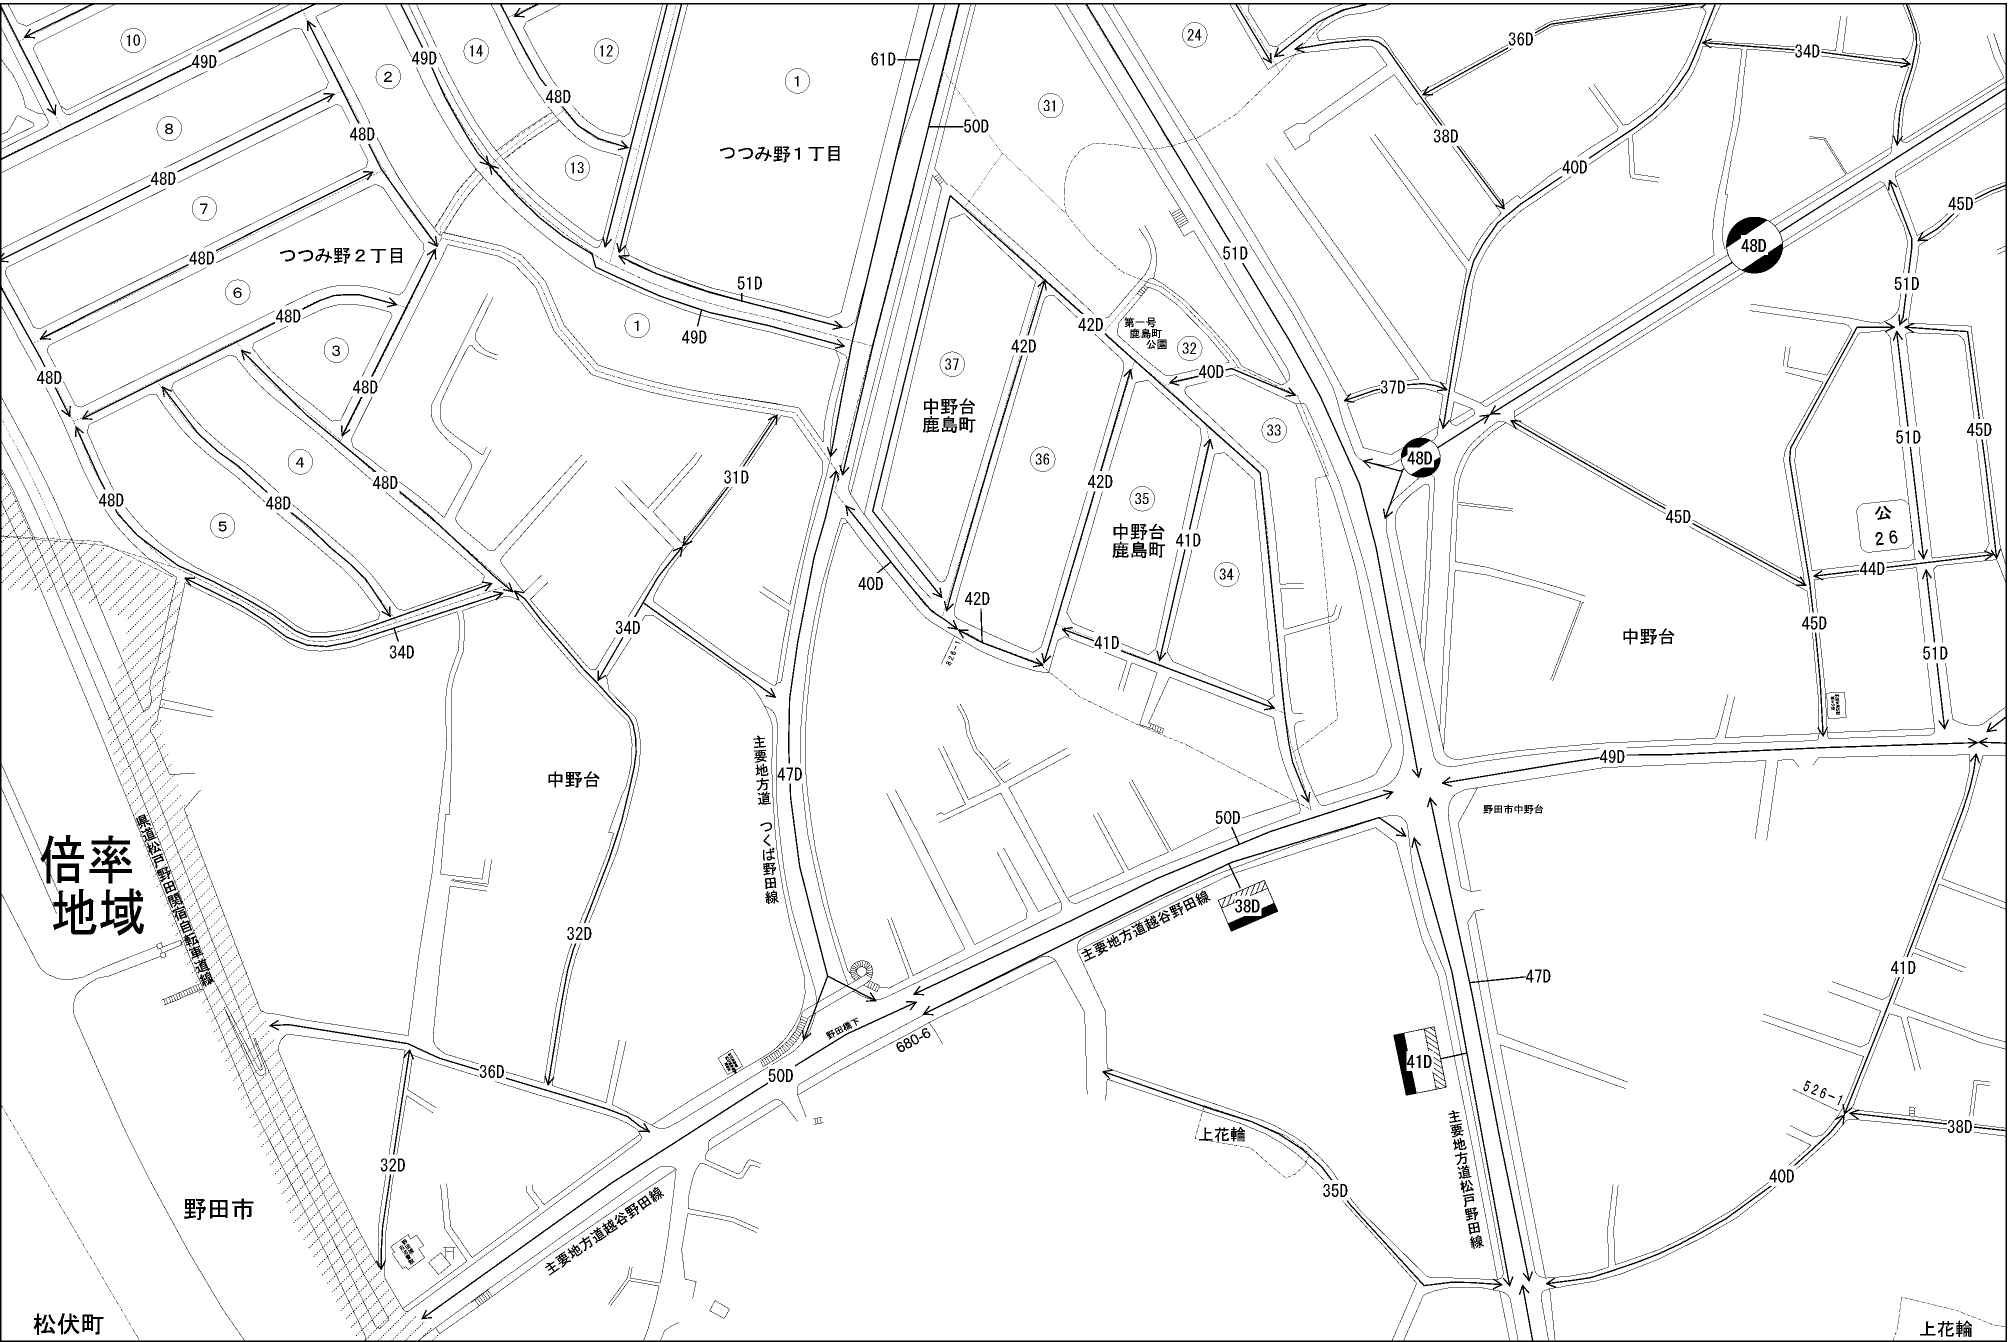 10
49D
2
49D
14
12
48D
13
8
48D
48D
7
48D
つつみ野2丁目
6
48D
3
48D
48D
1
つつみ野1丁目
1
61D
50D
51D
49D
31
24
51D
36D
34D
38D
40D
45D
48D
51D
48D
5
48D
4
48D
34D
31D
34D
37
中野台
鹿島町
42D
42D
第一号
鹿島町
公園
32
40D
33
36
42D
35
中野台
鹿島町
41D
34
40D
42D
826-1
41D
37D
48D
45D
51D
45D
公
26
44D
45D
51D
中野台
49D
野田市中野台
中野台
32D
主要地方道 つくば野田線
47D
50D
主要地方道越谷野田線
38D
倍率
地域
県道松戸野田関宿自転車道線
野田橋下
680-6
50D
36D
32D
主要地方道越谷野田線
野田市
松伏町
上花輪
35D
41D
47D
主要地方道松戸野田線
41D
526-1
38D
40D
上花輪